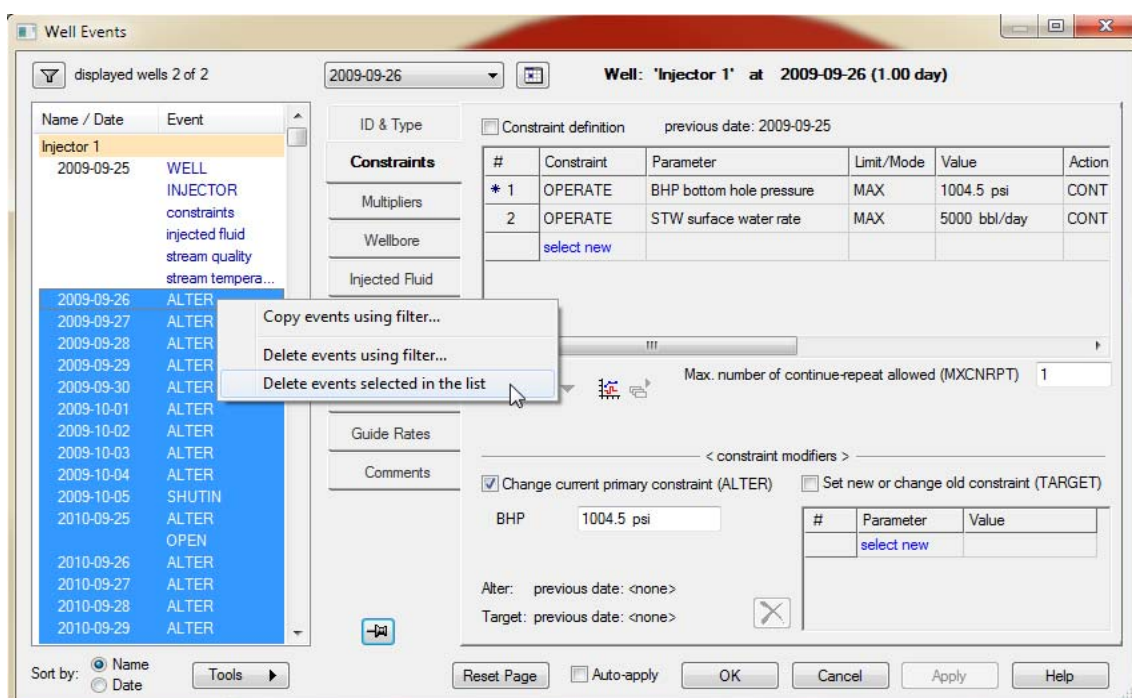 Well Events
displayed wells 2 of 2
2009-09-26
Well: 'Injector 1' at 2009-09-26 (1.00 day)
Name / Date Event
Injector 1
2009-09-25 WELL
INJECTOR
constraints
injected fluid
stream quality
stream tempera...
2009-09-26 ALTER
2009-09-27 ALTER
2009-09-28 ALTER
2009-09-29 ALTER
2009-09-30 ALTER
2009-10-01 ALTER
2009-10-02 ALTER
2009-10-03 ALTER
2009-10-04 ALTER
2009-10-05 SHUTIN
2010-09-25 ALTER
OPEN
2010-09-26 ALTER
2010-09-27 ALTER
2010-09-28 ALTER
2010-09-29 ALTER
Copy events using filter...
Delete events using filter...
Delete events selected in the list
ID & Type
Constraints
Multipliers
Wellbore
Injected Fluid
Guide Rates
Comments
Constraint definition previous date: 2009-09-25
# Constraint Parameter Limit/Mode Value Action
* 1 OPERATE BHP bottom hole pressure MAX 1004.5 psi CONT
2 OPERATE STW surface water rate MAX 5000 bbl/day CONT
select new
Max. number of continue-repeat allowed (MXCNRPT) 1
< constraint modifiers >
Change current primary constraint (ALTER)
BHP 1004.5 psi
Set new or change old constraint (TARGET)
# Parameter Value
select new
Alter: previous date: <none>
Target: previous date: <none>
Sort by: Name
Date
Tools
Reset Page Auto-apply OK Cancel Apply Help